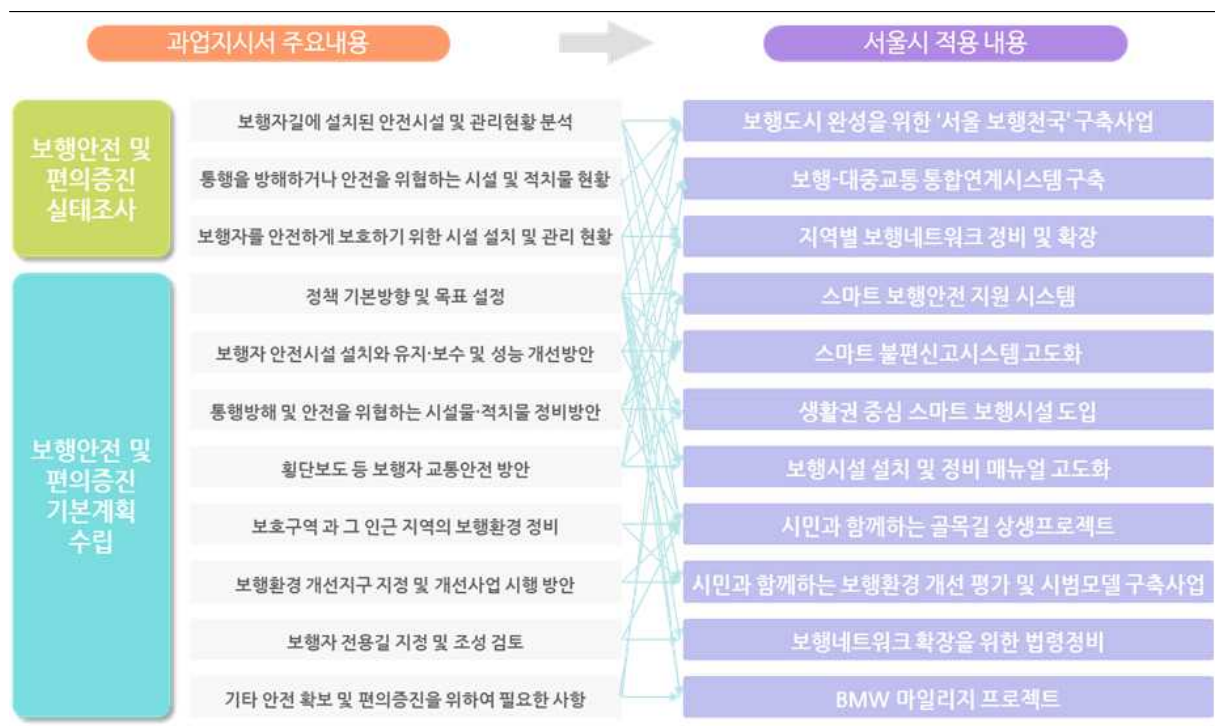 과업지시서 주요내용
서울시 적용 내용
보행안전 및
편의증진
실태조사
보행자길에 설치된 안전시설 및 관리현황 분석
통행을 방해하거나 안전을 위협하는 시설 및 적치물 현황
보행자를 안전하게 보호하기 위한 시설 설치 및 관리 현황
보행안전 및
편의증진
기본계획
수립
정책 기본방향 및 목표 설정
보행자 안전시설 설치와 유지·보수 및 성능 개선방안
통행방해 및 안전을 위협하는 시설물·적치물 정비방안
횡단보도 등 보행자 교통안전 방안
보호구역 과 그 인근 지역의 보행환경 정비
보행환경 개선지구 지정 및 개선사업 시행 방안
보행자 전용길 지정 및 조성 검토
기타 안전 확보 및 편의증진을 위하여 필요한 사항
보행도시 완성을 위한 '서울 보행천국' 구축사업
보행-대중교통 통합연계시스템 구축
지역별 보행네트워크 정비 및 확장
스마트 보행안전 지원 시스템
스마트 불편신고시스템 고도화
생활권 중심 스마트 보행시설 도입
보행시설 설치 및 정비 매뉴얼 고도화
시민과 함께하는 골목길 상생프로젝트
시민과 함께하는 보행환경 개선 평가 및 시범모델 구축사업
보행네트워크 확장을 위한 법령정비
BMW 마일리지 프로젝트